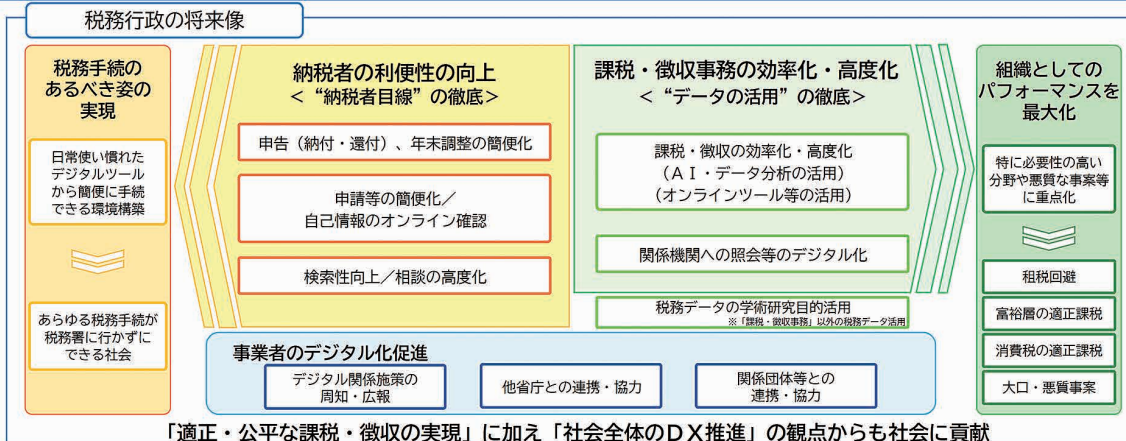 税務行政の将来像
税務手続の
あるべき姿の
実現
日常使い慣れた
デジタルツール
から簡便に手続
できる環境構築
あらゆる税務手続が
税務署に行かずに
できる社会
納税者の利便性の向上
＜“納税者目線”の徹底＞
申告（納付・還付）、年末調整の簡便化
申請等の簡便化／
自己情報のオンライン確認
検索性向上／相談の高度化
課税・徴収事務の効率化・高度化
＜“データの活用”の徹底＞
課税・徴収の効率化・高度化
（ＡＩ・データ分析の活用）
（オンラインツール等の活用）
関係機関への照会等のデジタル化
税務データの学術研究目的活用
※「課税・徴収事務」以外の税務データ活用
組織としての
パフォーマンスを
最大化
特に必要性の高い
分野や悪質な事案等
に重点化
租税回避
富裕層の適正課税
消費税の適正課税
大口・悪質事案
事業者のデジタル化促進
デジタル関係施策の
周知・広報
他省庁との連携・協力
関係団体等との
連携・協力
「適正・公平な課税・徴収の実現」に加え「社会全体のＤＸ推進」の観点からも社会に貢献